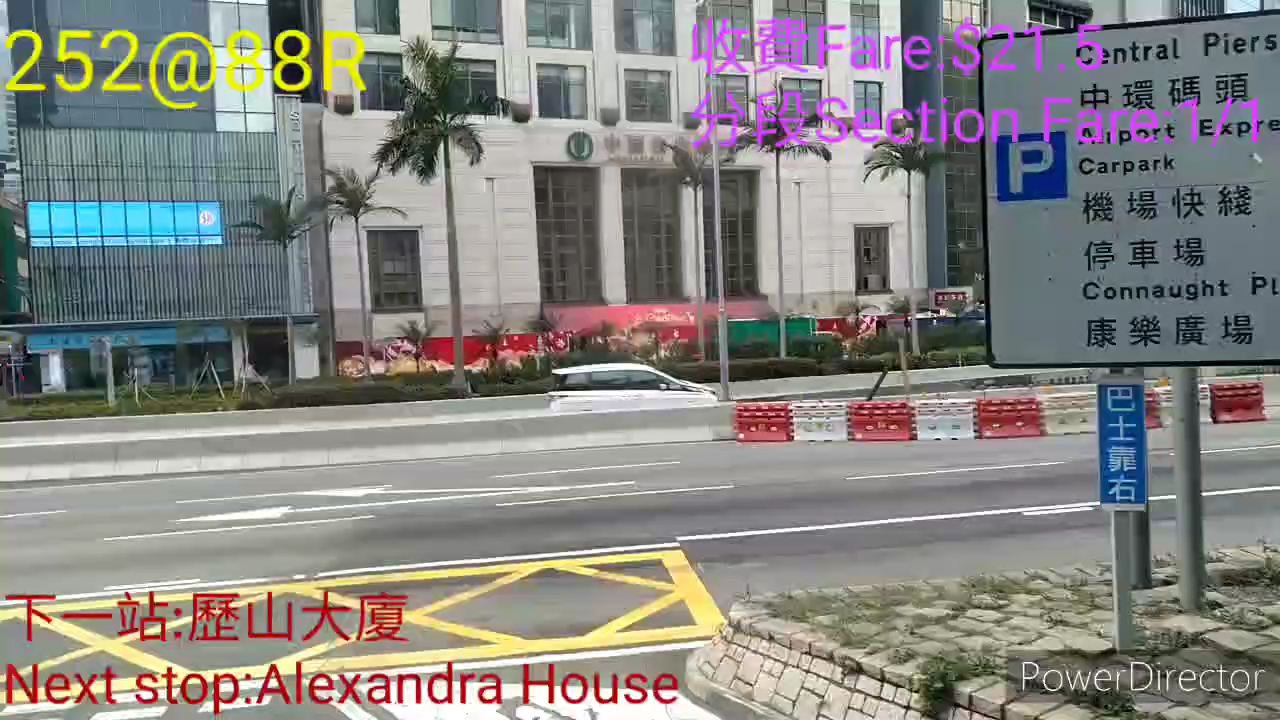 252@88R
收費Fare:$21.5
分段Section Fare:1/1
Central Piers
中環碼頭
Airport Expre
Carpark
P
機場快綫
停車場
Connaught Pl
康樂廣場
巴士靠右
下一站:歷山大廈
Next stop:Alexandra House
PowerDirector